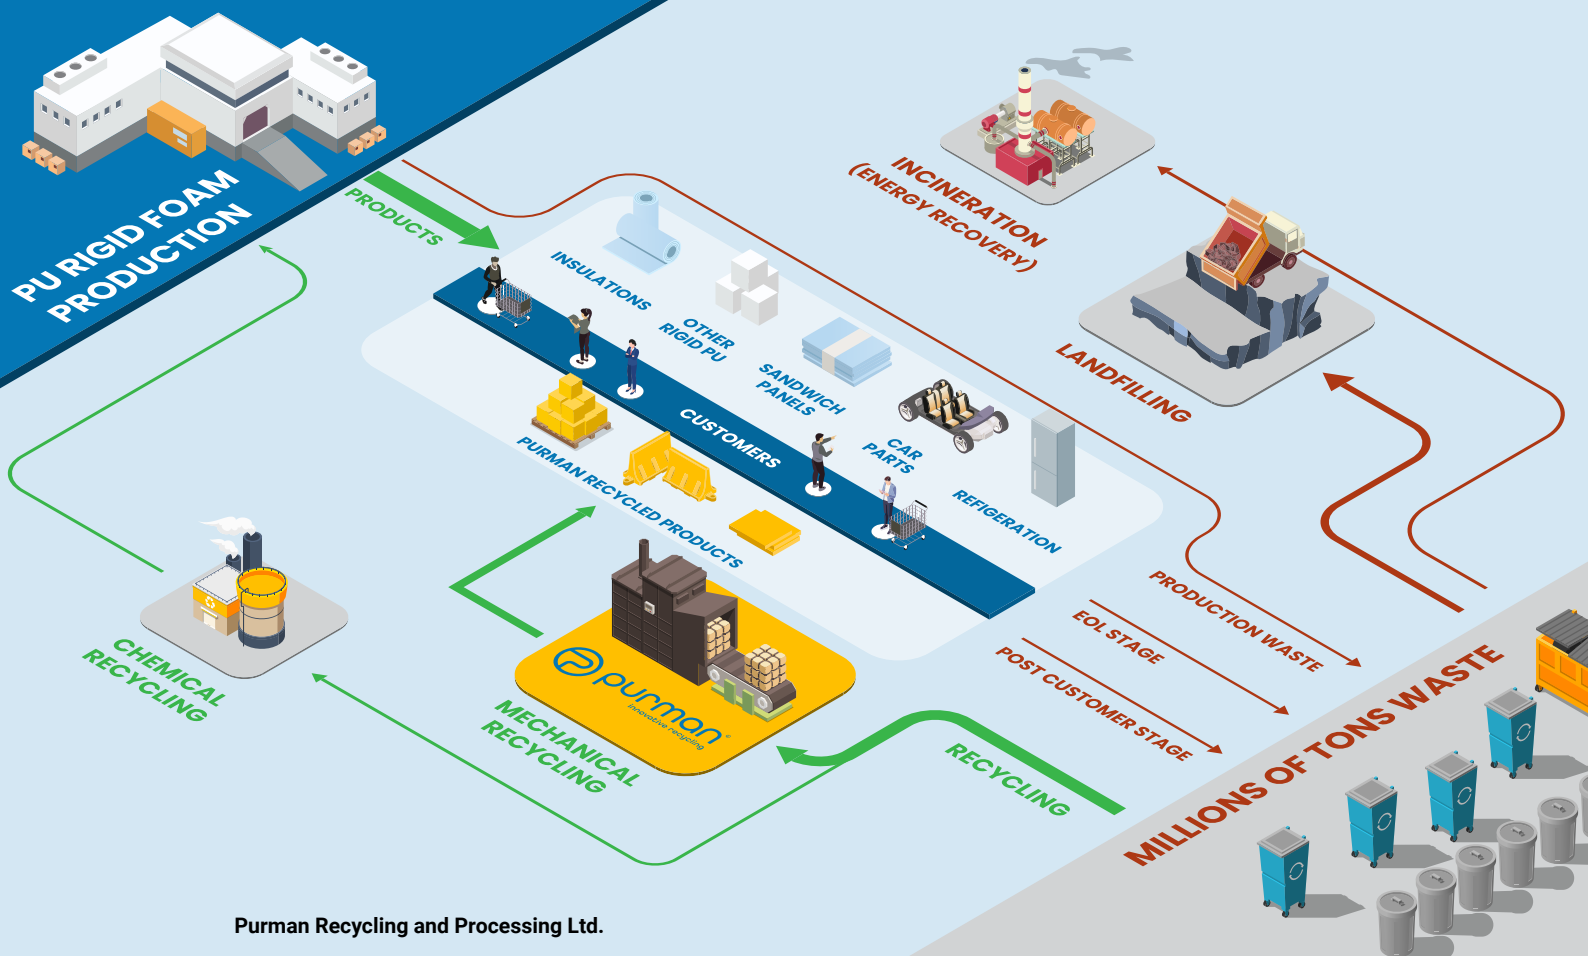 PU RIGID FOAM
PRODUCTION
PRODUCTS
INCINERATION
(ENERGY RECOVERY)
LANDFILLING
INSULATIONS
OTHER
RIGID PU
SANDWICH
PANELS
CAR
PARTS
REFIGERATION
CUSTOMERS
PURMAN RECYCLED PRODUCTS
PRODUCTION WASTE
EOL STAGE
POST CUSTOMER STAGE
MILLIONS OF TONS WASTE
RECYCLING
purman®
innovative recycling
MECHANICAL
RECYCLING
CHEMICAL
RECYCLING
Purman Recycling and Processing Ltd.